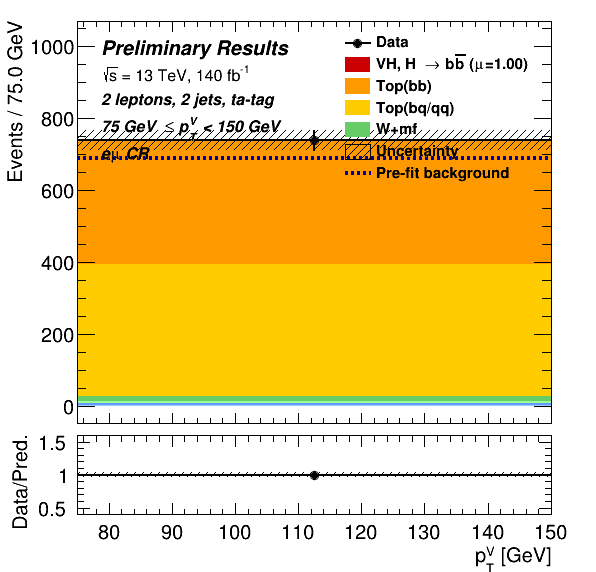 Events / 75.0 GeV
1000
800
600
400
200
0
Preliminary Results
√s = 13 TeV, 140 fb⁻¹
2 leptons, 2 jets, ta-tag
75 GeV ≤ p_T^V < 150 GeV
eμ CR
Data
VH, H → bb̅ (μ=1.00)
Top(bb)
Top(bq/qq)
W+mf
Uncertainty
Pre-fit background
Data/Pred.
1.5
1
0.5
80 90 100 110 120 130 140 150
p_T^V [GeV]